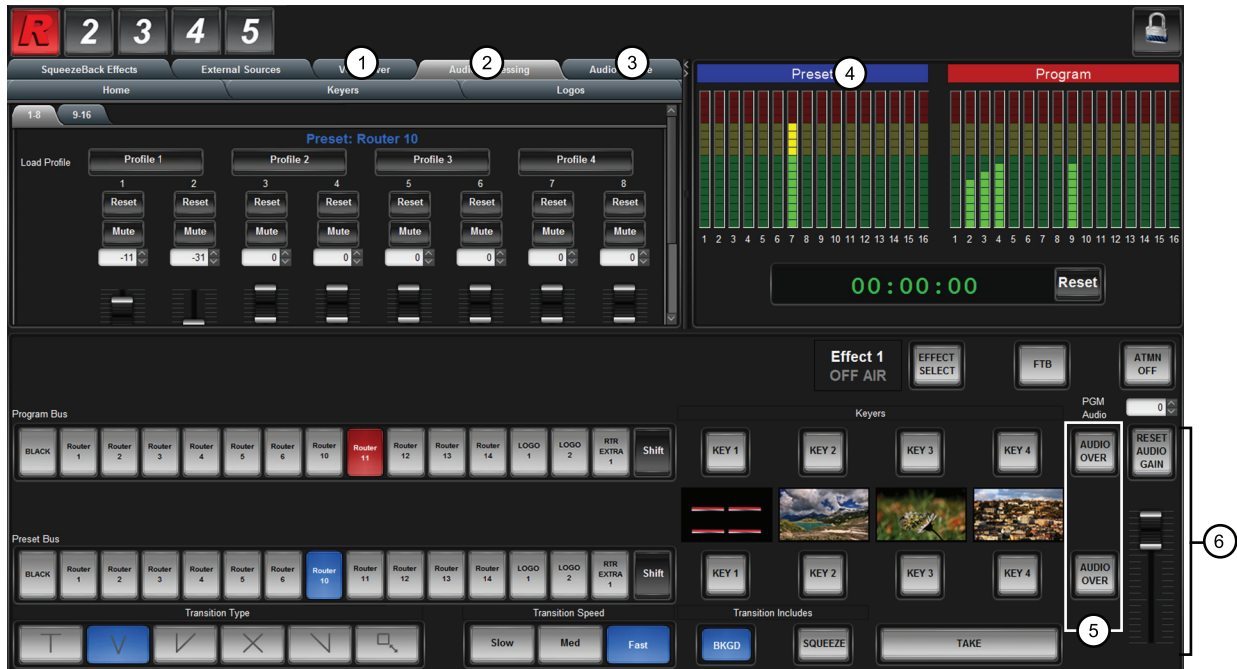 R 2 3 4 5
SqueezeBack Effects External Sources 1 2 3
Home Keyers Logos
1-8 9-16
Preset: Router 10
Load Profile Profile 1 Profile 2 Profile 3 Profile 4
1 2 3 4 5 6 7 8
Reset Reset Reset Reset Reset Reset Reset Reset
Mute Mute Mute Mute Mute Mute Mute Mute
-11 -31 0 0 0 0 0 0
Preset 4 Program
1 2 3 4 5 6 7 8 9 10 11 12 13 14 15 16 1 2 3 4 5 6 7 8 9 10 11 12 13 14 15 16
00:00:00 Reset
Effect 1
OFF AIR
EFFECT
SELECT
FTB
ATMN
OFF
Program Bus
BLACK Router 1 Router 2 Router 3 Router 4 Router 5 Router 6 Router 10 Router 11 Router 12 Router 13 Router 14 LOGO 1 LOGO 2 RTR EXTRA 1 Shift
Keyers
KEY 1 KEY 2 KEY 3 KEY 4
PGM
Audio
0
AUDIO
OVER
RESET
AUDIO
GAIN
6
Preset Bus
BLACK Router 1 Router 2 Router 3 Router 4 Router 5 Router 6 Router 10 Router 11 Router 12 Router 13 Router 14 LOGO 1 LOGO 2 RTR EXTRA 1 Shift
KEY 1 KEY 2 KEY 3 KEY 4
AUDIO
OVER
5
Transition Type Transition Speed Transition Includes
Slow Med Fast BKGD SQUEEZE TAKE